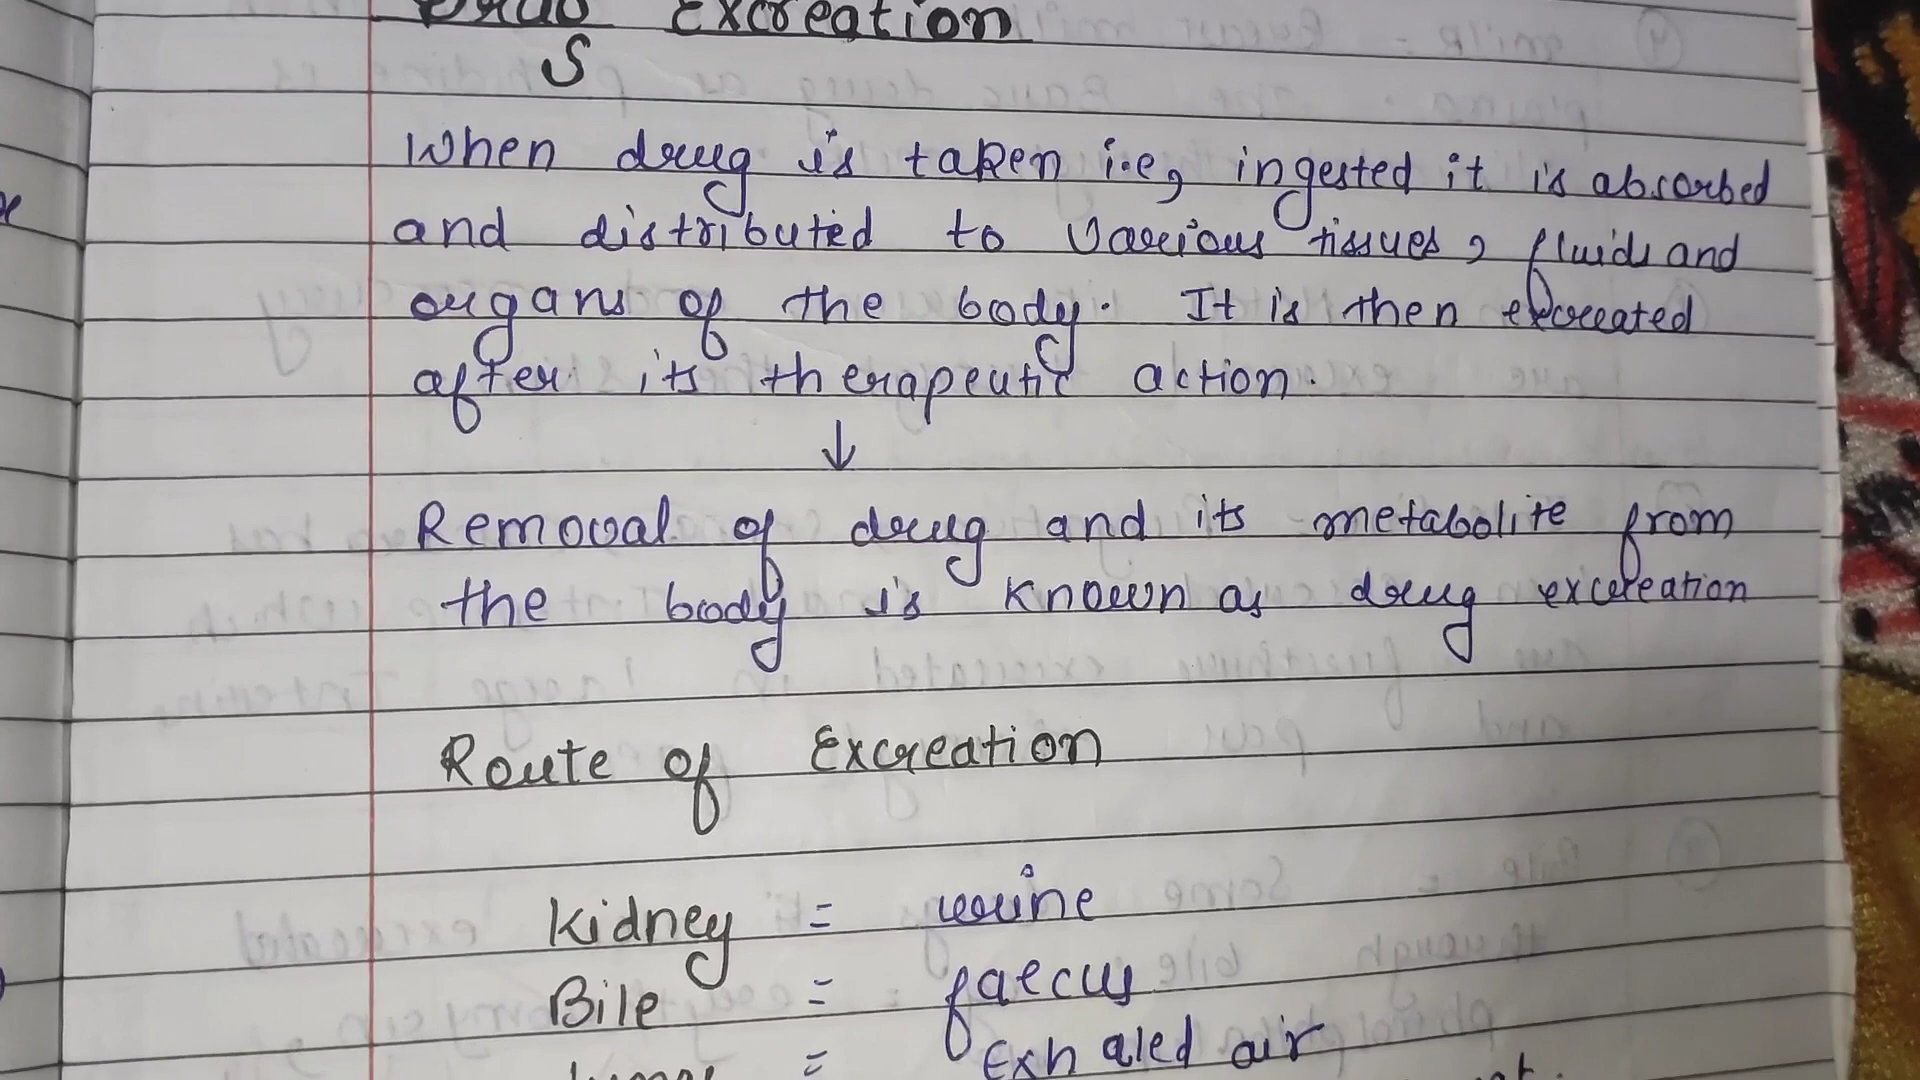 Drug Excreation
When drug is taken i.e, ingested it is absorbed
and distributed to Various tissues, fluids and
organs of the body. It is then excreated
after its therapeutic action.
↓
Removal of drug and its metabolite from
the body is known as drug excreation
Route of Excreation
Kidney = urine
Bile = faecus
= Exhaled air